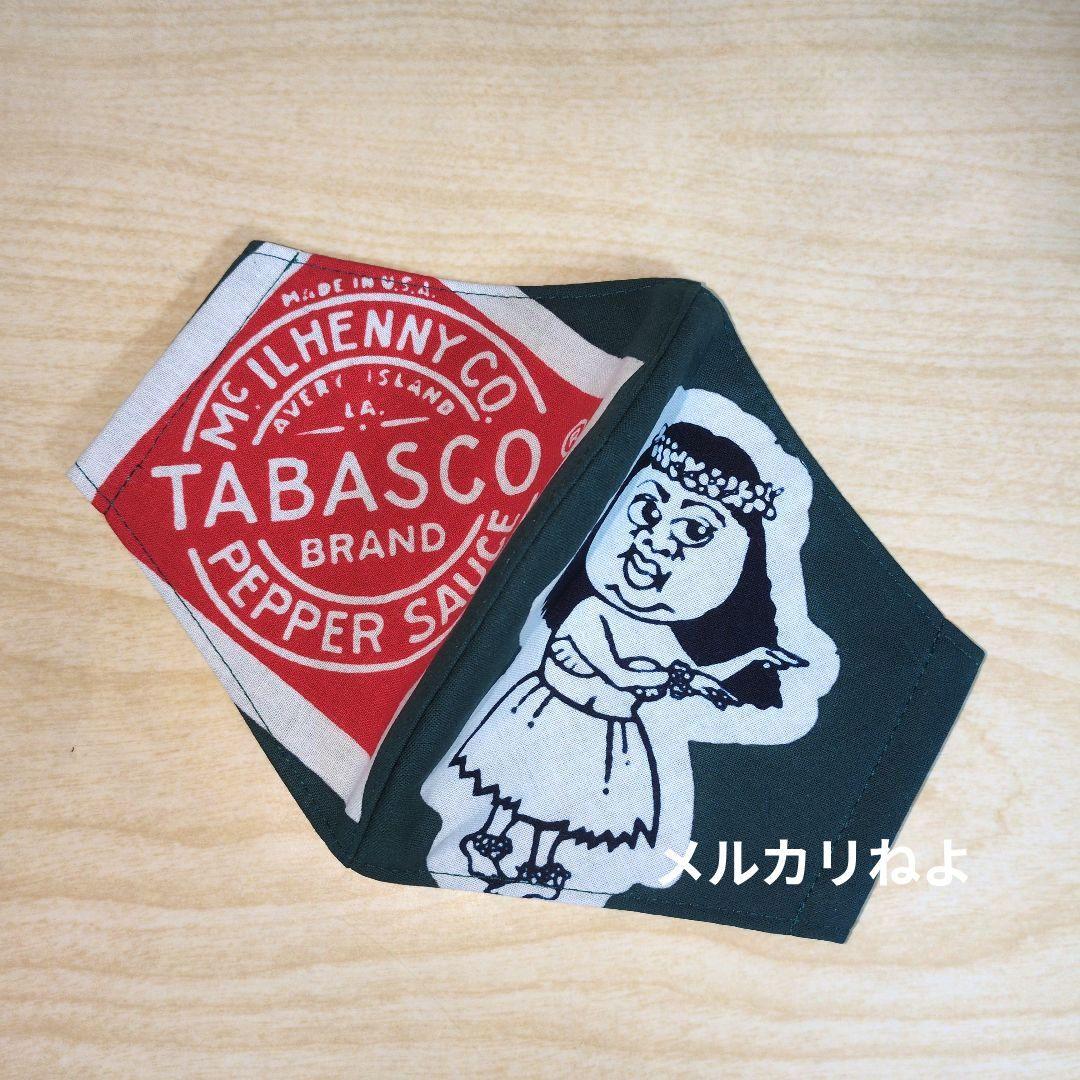 MADE IN U.S.A.
Mc. ILHENNY CO.
AVERY ISLAND
LA.
TABASCO®
BRAND
PEPPER SAUCE
メルカリねよ